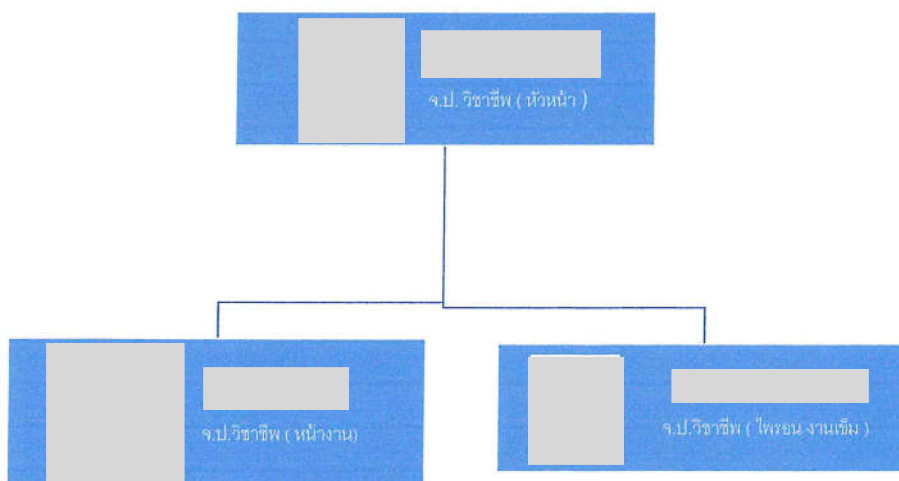 จ.ป. วิชาชีพ ( หัวหน้า )
จ.ป.วิชาชีพ ( หน้างาน)
จ.ป.วิชาชีพ ( ไพรอน งานเข็ม )